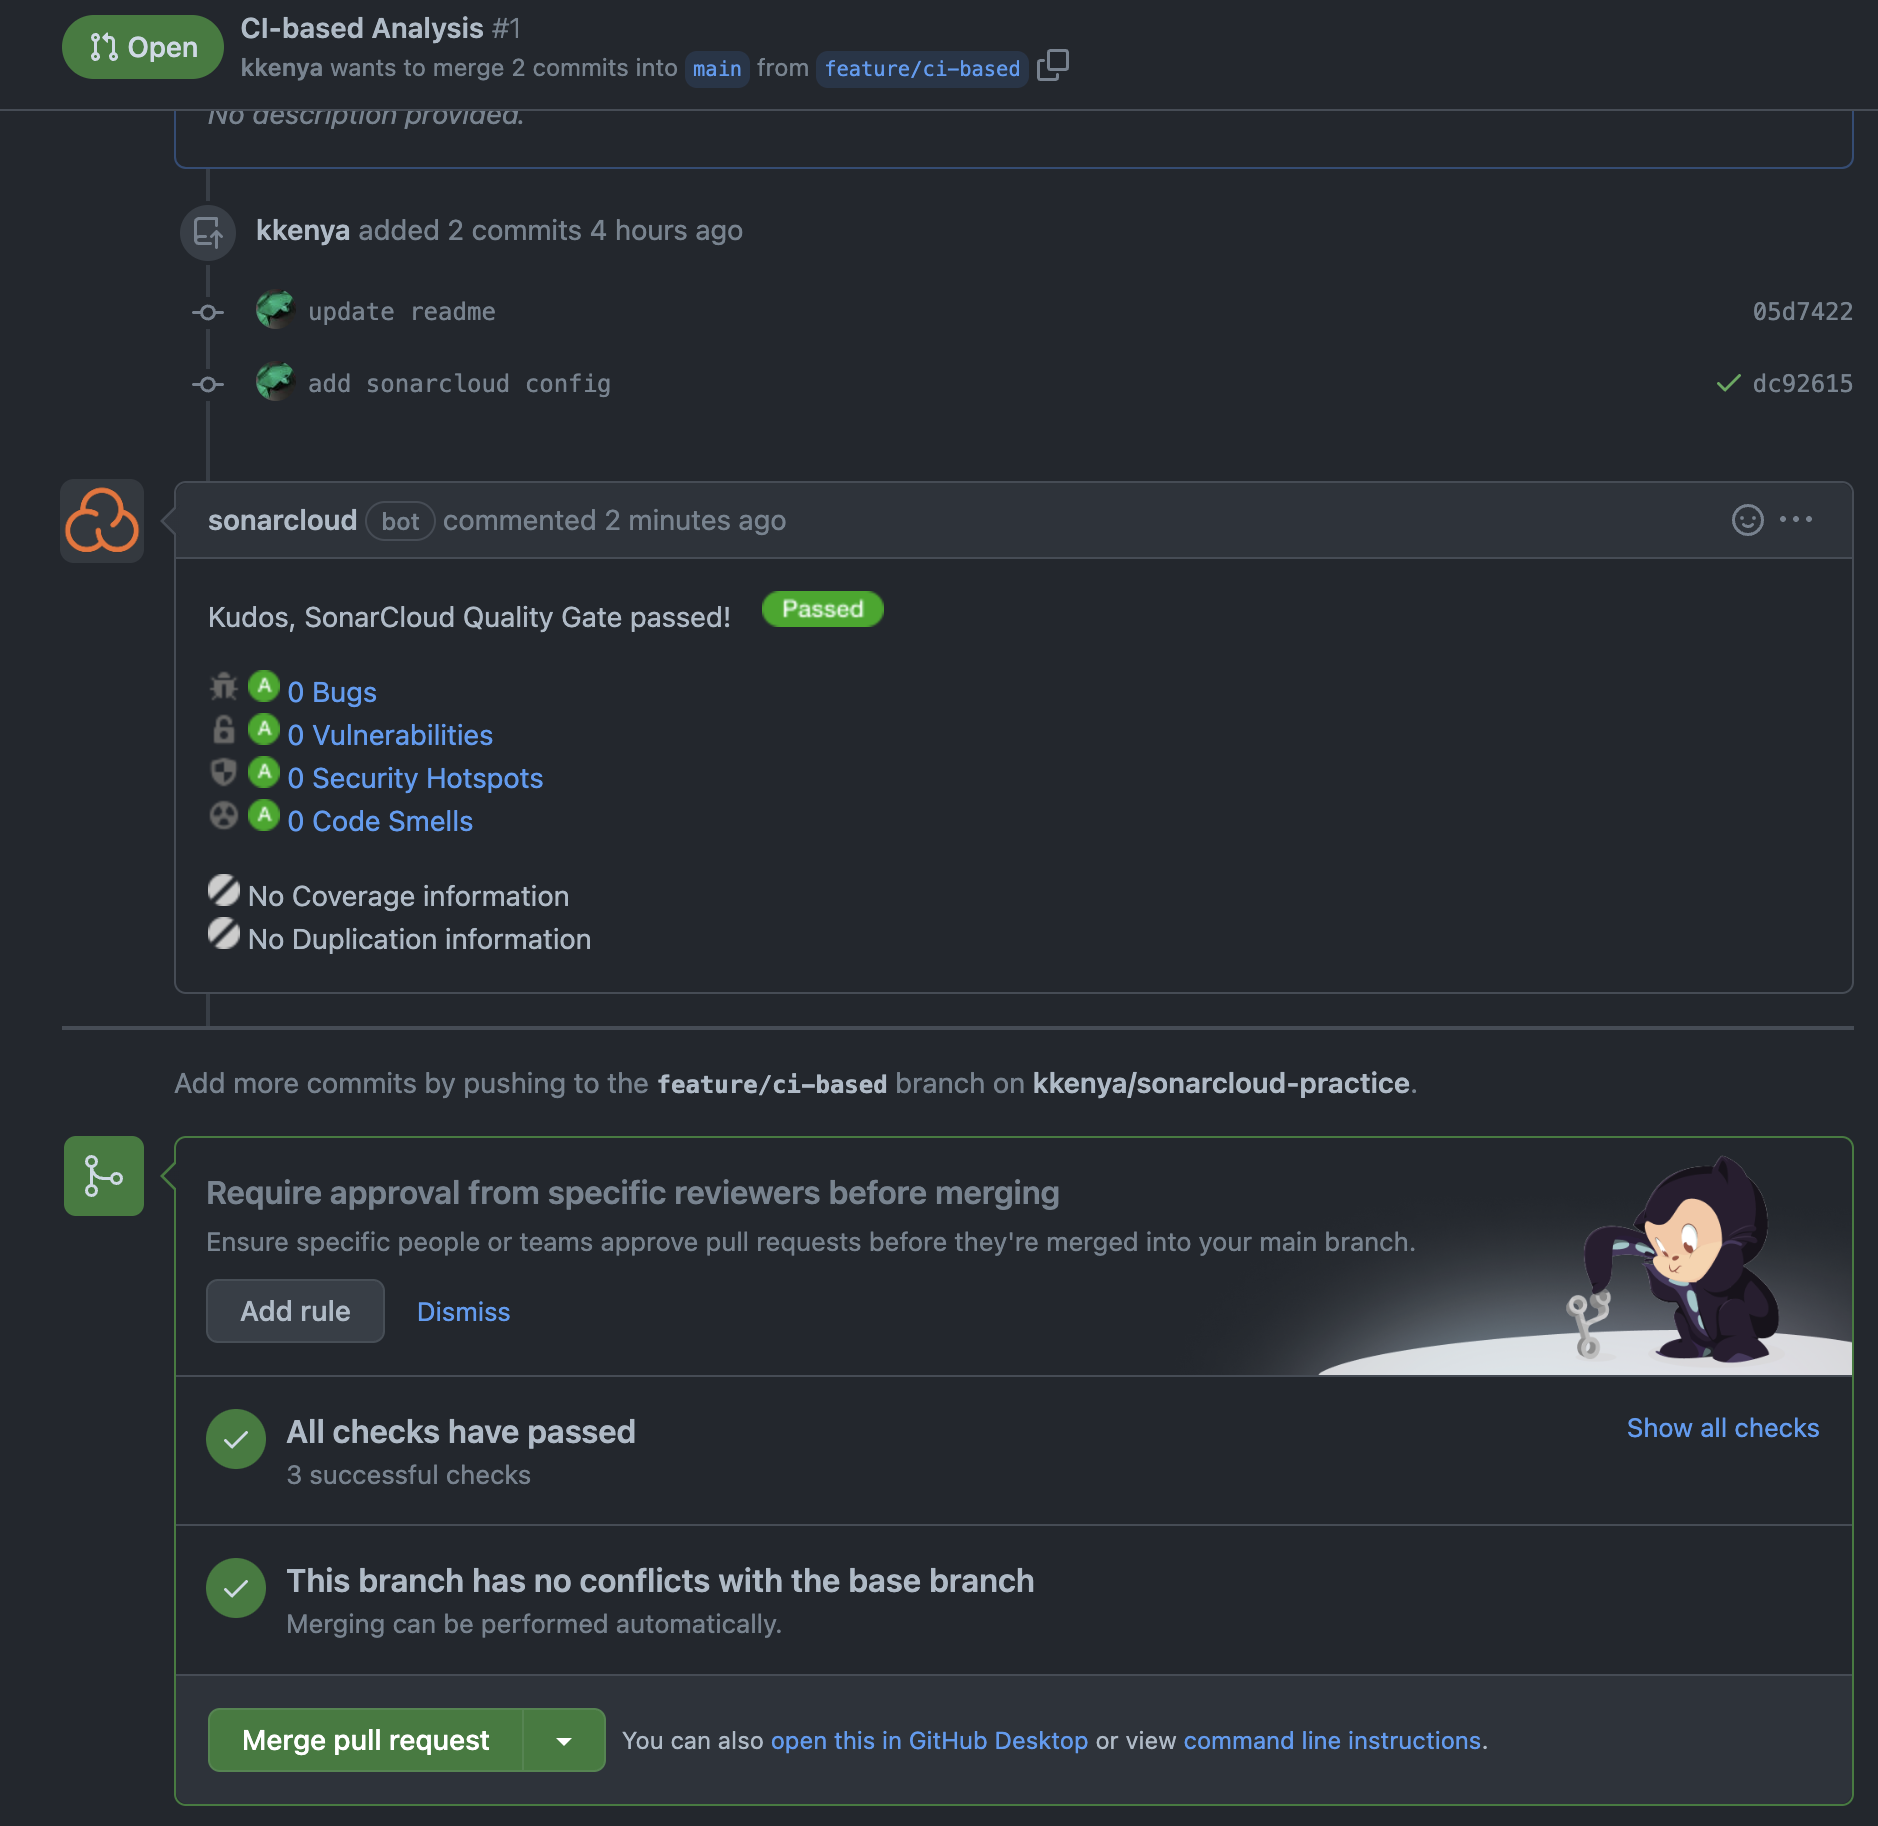 Open
CI-based Analysis #1
kkenya wants to merge 2 commits into main from feature/ci-based
No description provided.
kkenya added 2 commits 4 hours ago
update readme 05d7422
add sonarcloud config dc92615
sonarcloud bot commented 2 minutes ago
Kudos, SonarCloud Quality Gate passed! Passed
A 0 Bugs
A 0 Vulnerabilities
A 0 Security Hotspots
A 0 Code Smells
No Coverage information
No Duplication information
Add more commits by pushing to the feature/ci-based branch on kkenya/sonarcloud-practice.
Require approval from specific reviewers before merging
Ensure specific people or teams approve pull requests before they're merged into your main branch.
Add rule Dismiss
All checks have passed Show all checks
3 successful checks
This branch has no conflicts with the base branch
Merging can be performed automatically.
Merge pull request You can also open this in GitHub Desktop or view command line instructions.